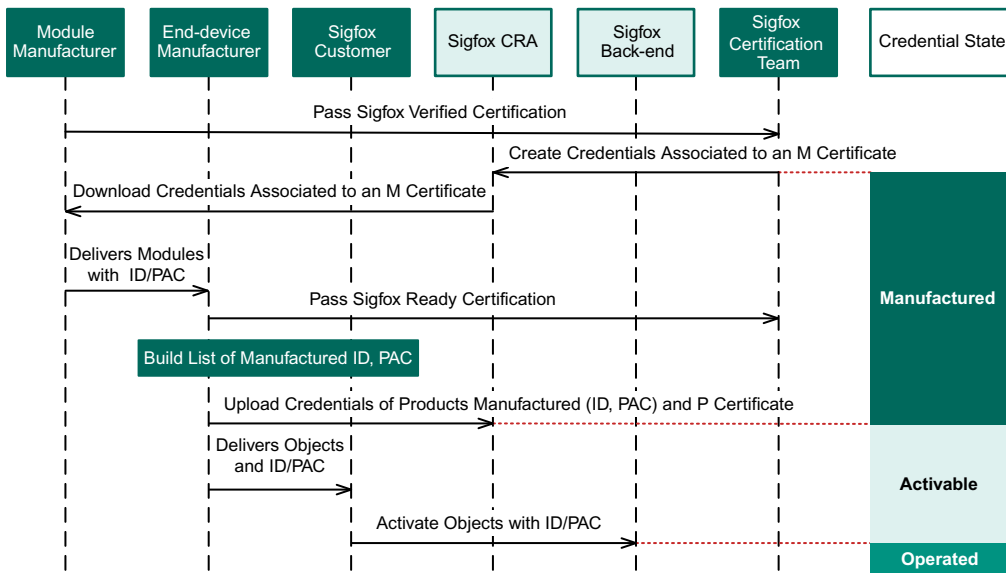 Module
Manufacturer
End-device
Manufacturer
Sigfox
Customer
Sigfox CRA
Sigfox
Back-end
Sigfox
Certification
Team
Credential State
Pass Sigfox Verified Certification
Create Credentials Associated to an M Certificate
Download Credentials Associated to an M Certificate
Delivers Modules
with ID/PAC
Pass Sigfox Ready Certification
Manufactured
Build List of Manufactured ID, PAC
Upload Credentials of Products Manufactured (ID, PAC) and P Certificate
Delivers Objects
and ID/PAC
Activable
Activate Objects with ID/PAC
Operated